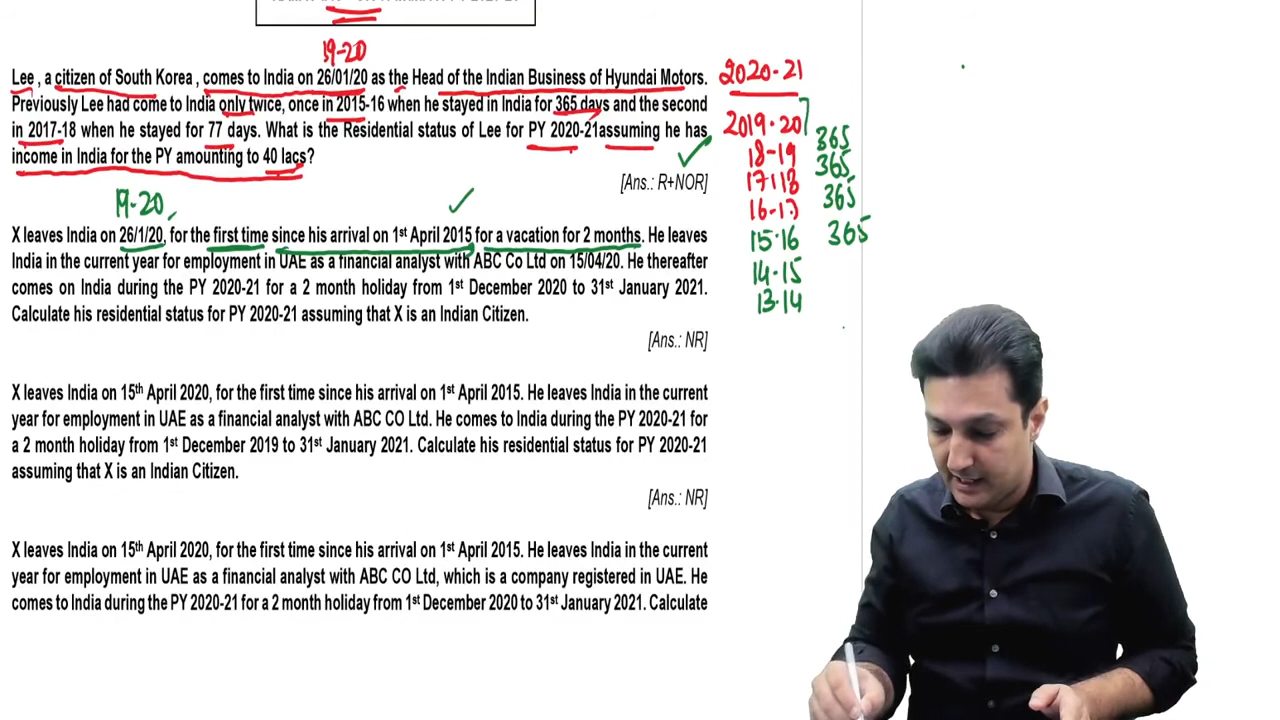 19-20
Lee , a citizen of South Korea , comes to India on 26/01/20 as the Head of the Indian Business of Hyundai Motors.
Previously Lee had come to India only twice, once in 2015-16 when he stayed in India for 365 days and the second
in 2017-18 when he stayed for 77 days. What is the Residential status of Lee for PY 2020-21assuming he has
income in India for the PY amounting to 40 lacs?
[Ans.: R+NOR]
19-20
X leaves India on 26/1/20, for the first time since his arrival on 1st April 2015 for a vacation for 2 months. He leaves
India in the current year for employment in UAE as a financial analyst with ABC Co Ltd on 15/04/20. He thereafter
comes on India during the PY 2020-21 for a 2 month holiday from 1st December 2020 to 31st January 2021.
Calculate his residential status for PY 2020-21 assuming that X is an Indian Citizen.
[Ans.: NR]
X leaves India on 15th April 2020, for the first time since his arrival on 1st April 2015. He leaves India in the current
year for employment in UAE as a financial analyst with ABC CO Ltd. He comes to India during the PY 2020-21 for
a 2 month holiday from 1st December 2019 to 31st January 2021. Calculate his residential status for PY 2020-21
assuming that X is an Indian Citizen.
[Ans.: NR]
X leaves India on 15th April 2020, for the first time since his arrival on 1st April 2015. He leaves India in the current
year for employment in UAE as a financial analyst with ABC CO Ltd, which is a company registered in UAE. He
comes to India during the PY 2020-21 for a 2 month holiday from 1st December 2020 to 31st January 2021. Calculate
2020-21
2019-20
18-19 365
17-18 365
16-17 365
15-16 365
14-15
13-14